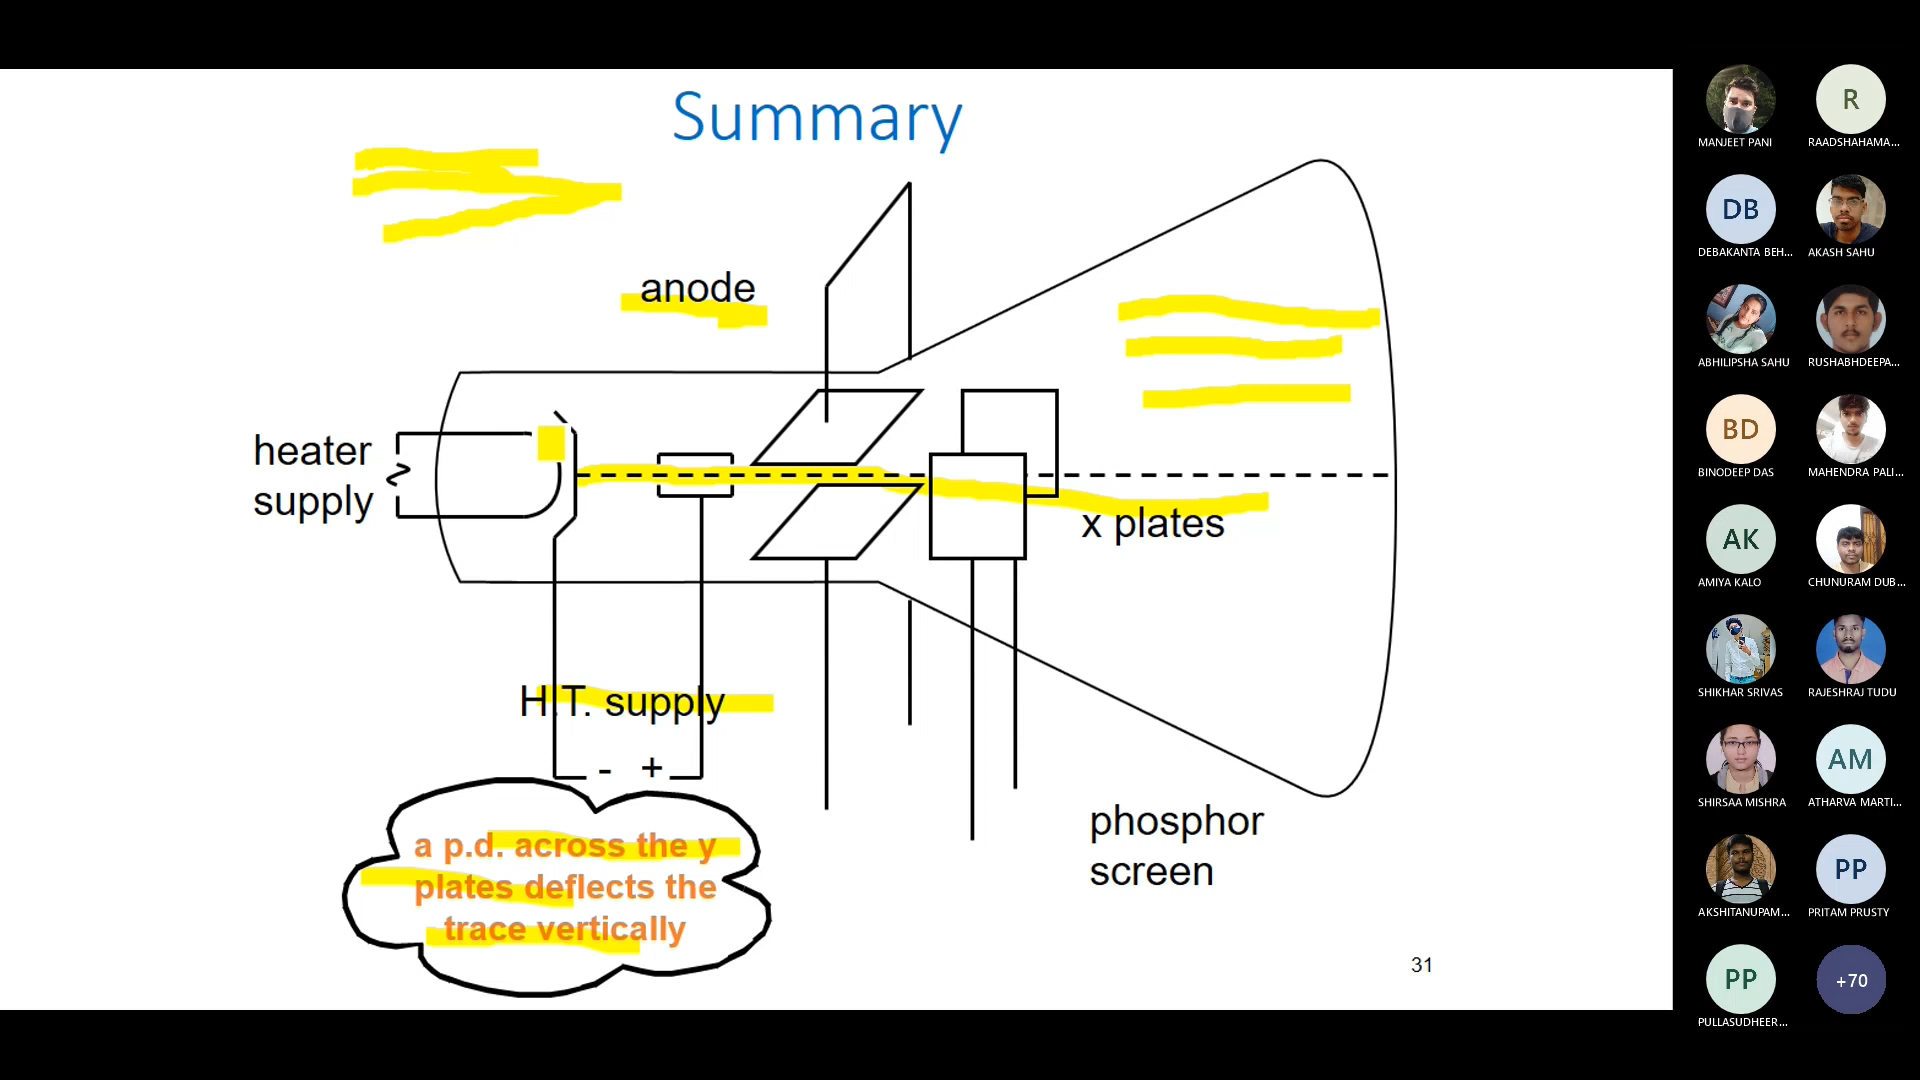 Summary
anode
heater
supply
x plates
H.T. supply
- +
a p.d. across the y
plates deflects the
trace vertically
phosphor
screen
31
MANJEET PANI
R
RAADSHAHAMA...
DB
DEBAKANTA BEH...
AKASH SAHU
ABHILIPSHA SAHU
RUSHABHDEEPA...
BD
BINODEEP DAS
MAHENDRA PALI...
AK
AMIYA KALO
CHUNURAM DUB...
SHIKHAR SRIVAS
RAJESHRAJ TUDU
SHIRSAA MISHRA
AM
ATHARVA MARTI...
AKSHITANUPAM...
PP
PRITAM PRUSTY
PP
PULLASUDHEER...
+70